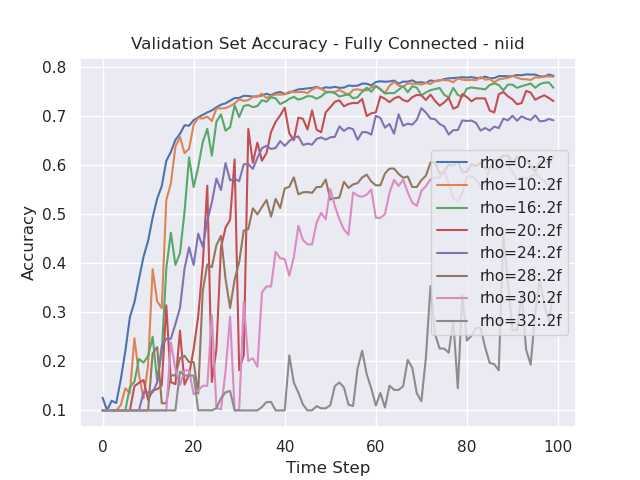 Validation Set Accuracy - Fully Connected - niid
0.8
0.7
0.6
0.5
0.4
0.3
0.2
0.1
Accuracy
rho=0:.2f
rho=10:.2f
rho=16:.2f
rho=20:.2f
rho=24:.2f
rho=28:.2f
rho=30:.2f
rho=32:.2f
0 20 40 60 80 100
Time Step